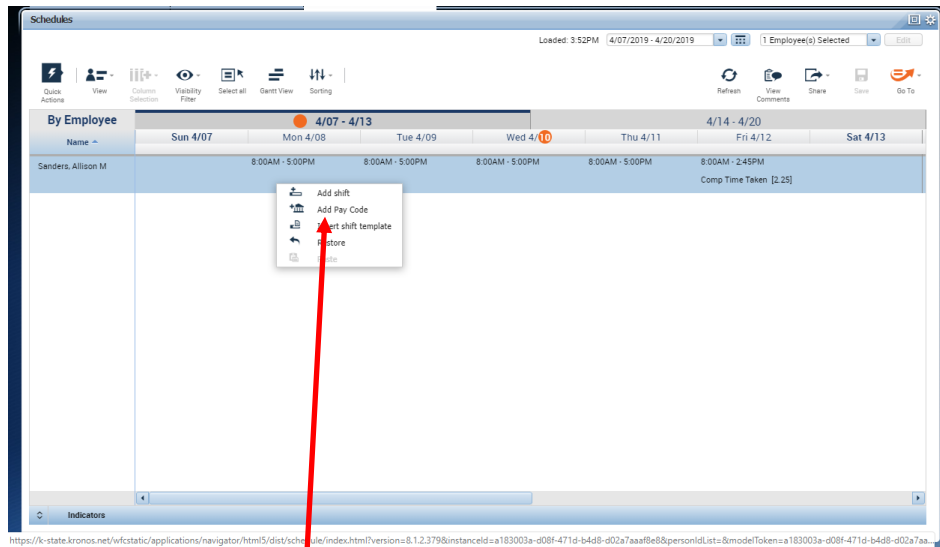 Schedules
Loaded: 3:52PM 4/07/2019 - 4/20/2019 1 Employee(s) Selected Edit
Quick Actions View Column Selection Visibility Filter Select all Gantt View Sorting Refresh View Comments Share Save Go To
By Employee 4/07 - 4/13 4/14 - 4/20
Name Sun 4/07 Mon 4/08 Tue 4/09 Wed 4/10 Thu 4/11 Fri 4/12 Sat 4/13
Sanders, Allison M 8:00AM - 5:00PM 8:00AM - 5:00PM 8:00AM - 5:00PM 8:00AM - 5:00PM 8:00AM - 2:45PM
Comp Time Taken [2.25]
Add shift
Add Pay Code
Insert shift template
Restore
Paste
Indicators
https://k-state.kronos.net/wfcstatic/applications/navigator/html5/dist/schedule/index.html?version=8.1.2.379&instanceId=a183003a-d08f-471d-b4d8-d02a7aaaf8e8&personIdList=&modelToken=a183003a-d08f-471d-b4d8-d02a7aa...